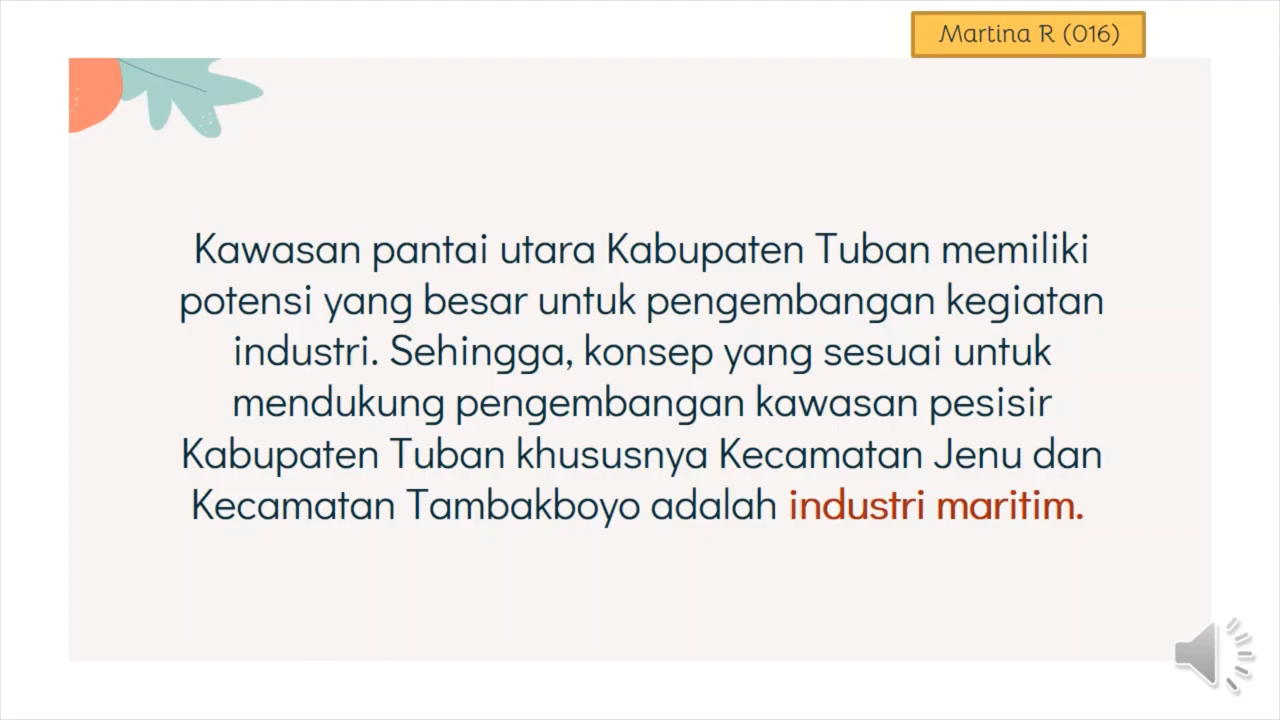 Martina R (016)
Kawasan pantai utara Kabupaten Tuban memiliki
potensi yang besar untuk pengembangan kegiatan
industri. Sehingga, konsep yang sesuai untuk
mendukung pengembangan kawasan pesisir
Kabupaten Tuban khususnya Kecamatan Jenu dan
Kecamatan Tambakboyo adalah industri maritim.